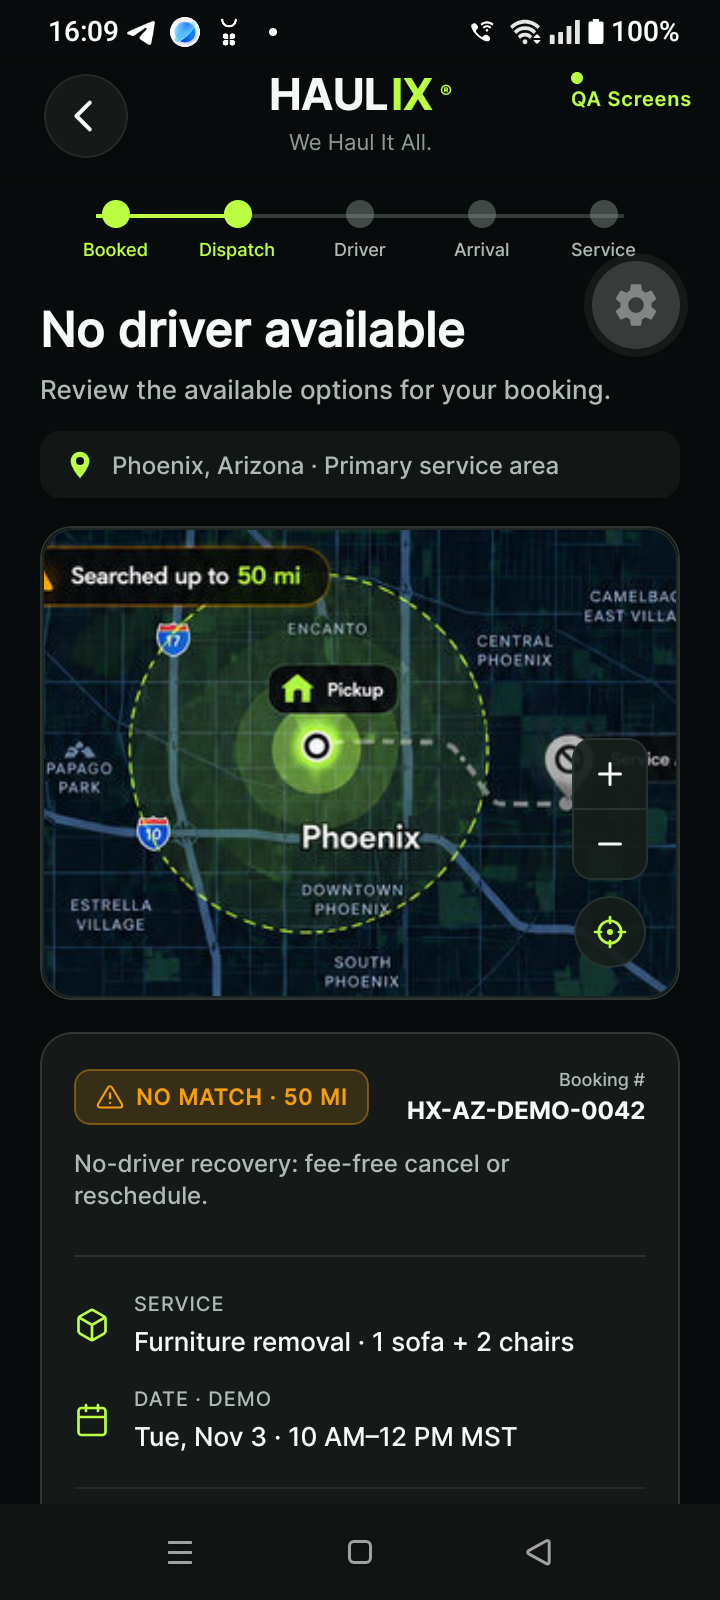 16:09
100%
HAULIX ®
QA Screens
We Haul It All.
Booked Dispatch Driver Arrival Service
No driver available
Review the available options for your booking.
Phoenix, Arizona · Primary service area
Searched up to 50 mi
CAMELBAC
EAST VILLA
17
ENCANTO
CENTRAL
PHOENIX
Pickup
PAPAGO
PARK
+
10
Phoenix
−
ESTRELLA
VILLAGE
DOWNTOWN
PHOENIX
SOUTH
PHOENIX
NO MATCH · 50 MI
Booking #
HX-AZ-DEMO-0042
No-driver recovery: fee-free cancel or
reschedule.
SERVICE
Furniture removal · 1 sofa + 2 chairs
DATE · DEMO
Tue, Nov 3 · 10 AM–12 PM MST